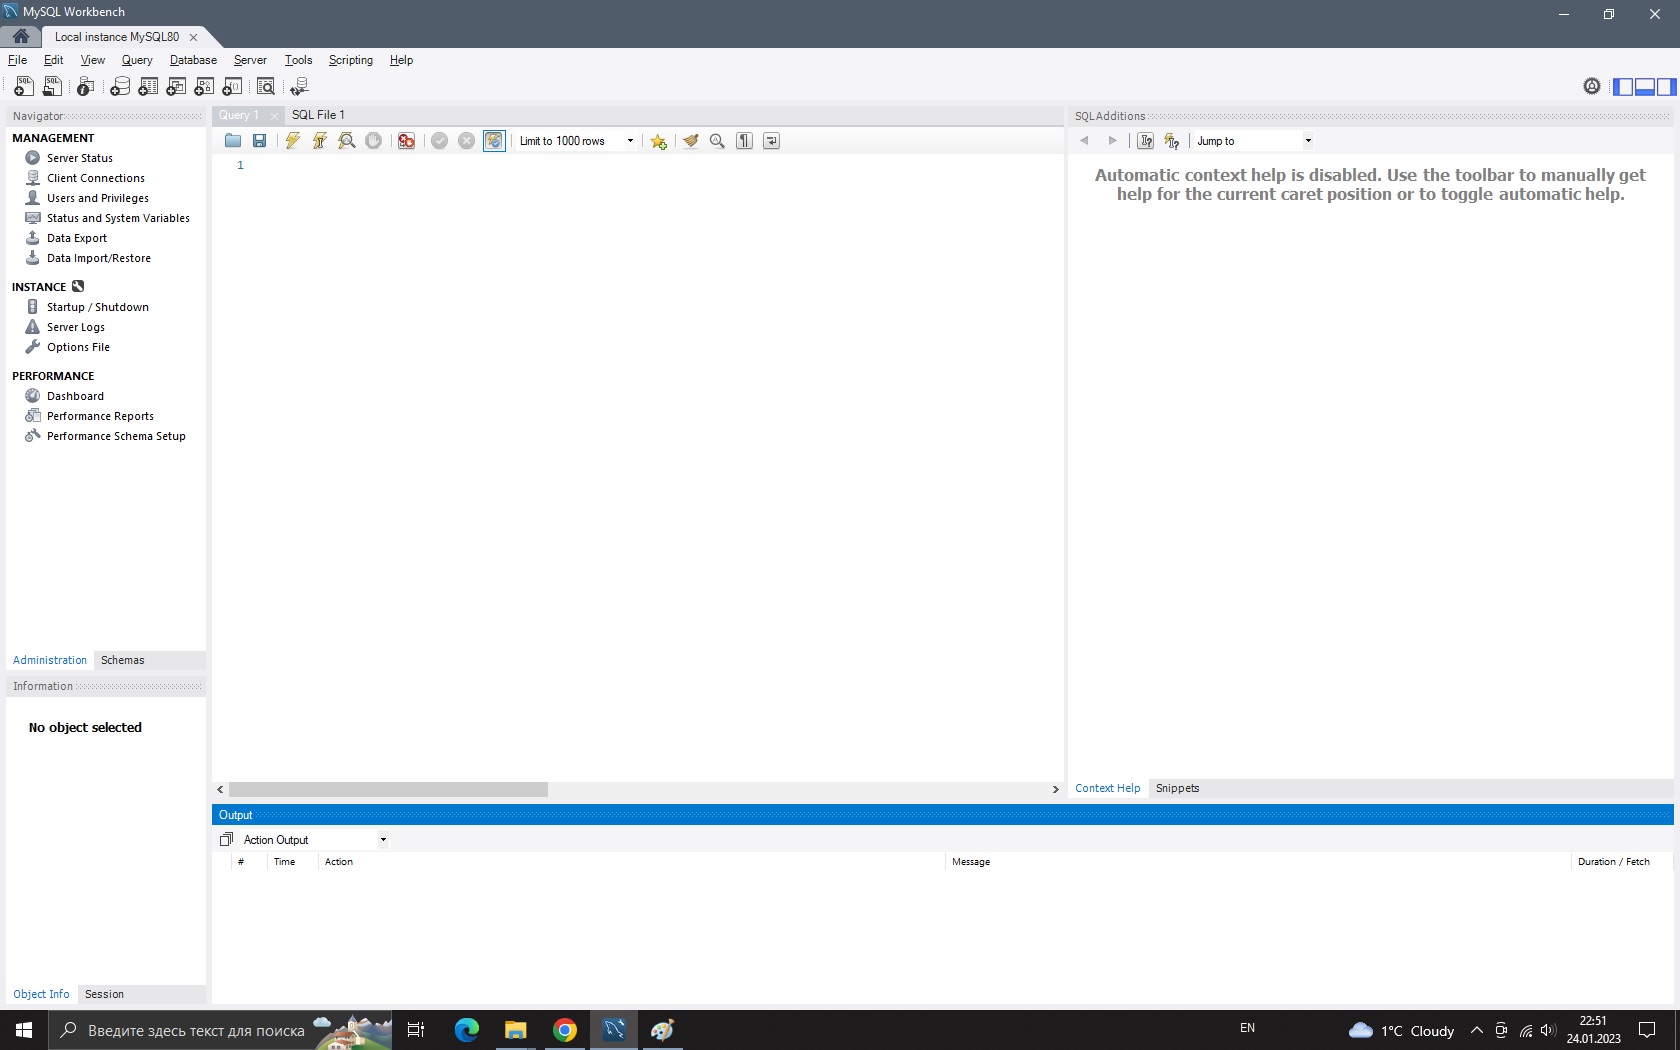 MySQL Workbench
Local instance MySQL80
File Edit View Query Database Server Tools Scripting Help
Navigator
MANAGEMENT
Server Status
Client Connections
Users and Privileges
Status and System Variables
Data Export
Data Import/Restore
INSTANCE
Startup / Shutdown
Server Logs
Options File
PERFORMANCE
Dashboard
Performance Reports
Performance Schema Setup
Administration Schemas
Information
No object selected
Object Info Session
Query 1 SQL File 1
Limit to 1000 rows
1
SQLAdditions
Jump to
Automatic context help is disabled. Use the toolbar to manually get
help for the current caret position or to toggle automatic help.
Context Help Snippets
Output
Action Output
# Time Action Message Duration / Fetch
Введите здесь текст для поиска
EN
1°C Cloudy
22:51
24.01.2023